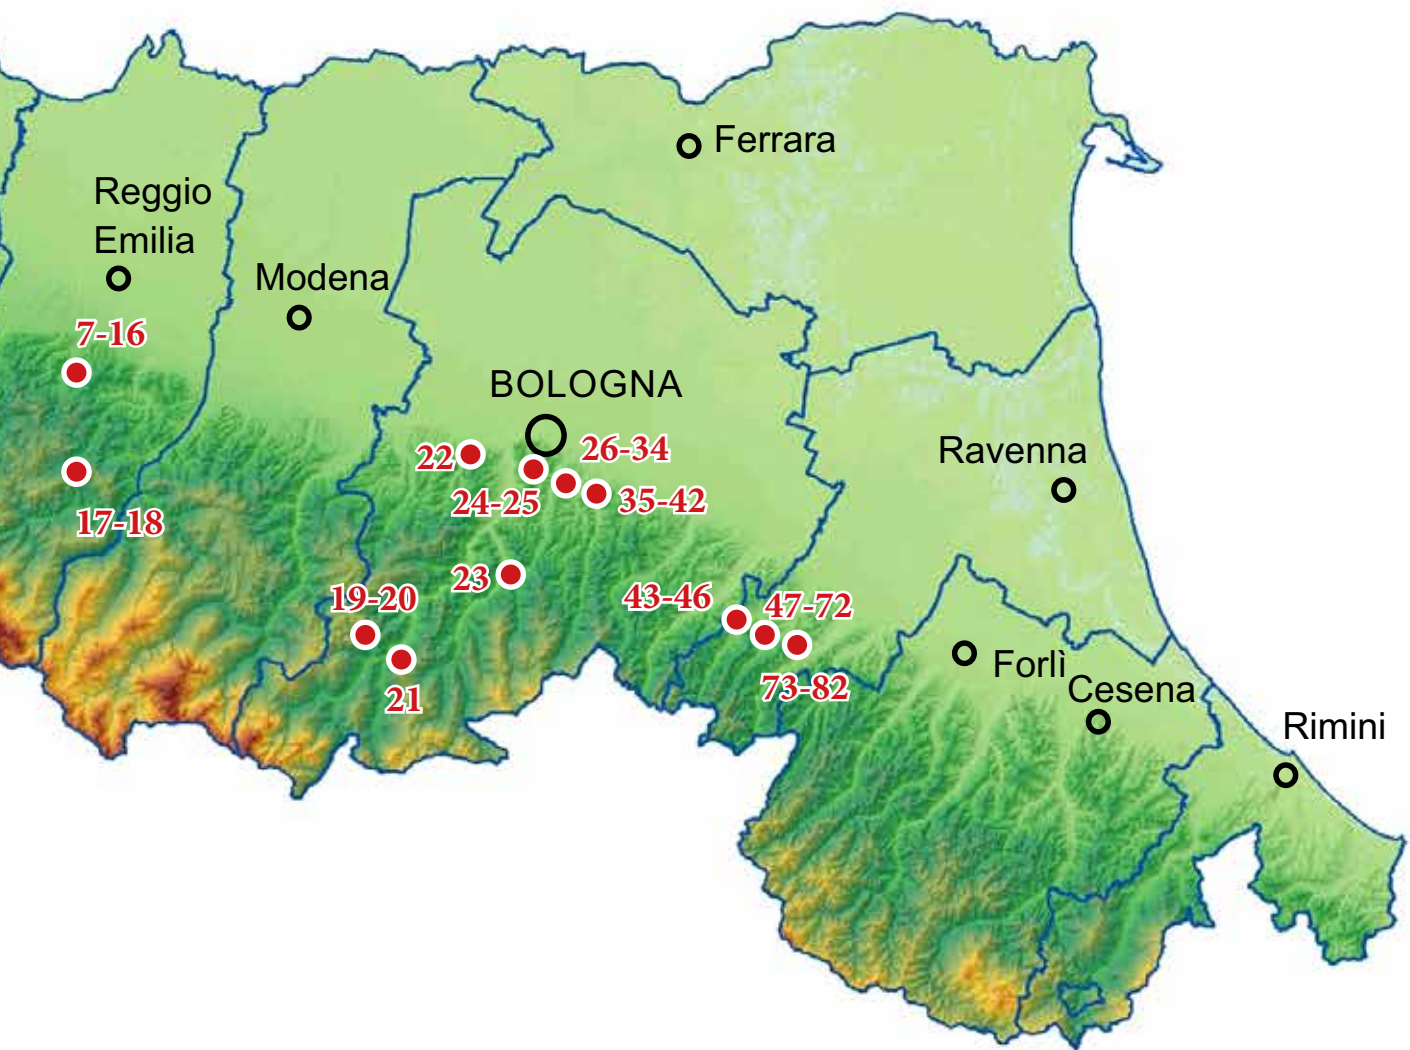 Ferrara
Reggio
Emilia
Modena
7-16
BOLOGNA
22
26-34
24-25
35-42
Ravenna
17-18
23
19-20
43-46
47-72
21
73-82
Forlì
Cesena
Rimini